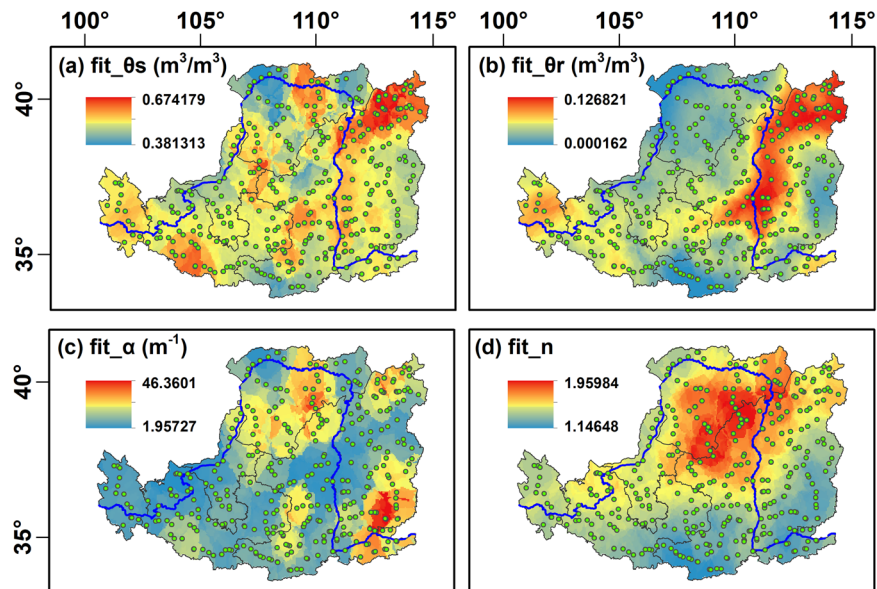 100° 105° 110° 115° 100° 105° 110° 115°
(a) fit_θs (m³/m³)
0.674179
0.381313
(b) fit_θr (m³/m³)
0.126821
0.000162
40°
35°
(c) fit_α (m⁻¹)
46.3601
1.95727
(d) fit_n
1.95984
1.14648
40°
35°